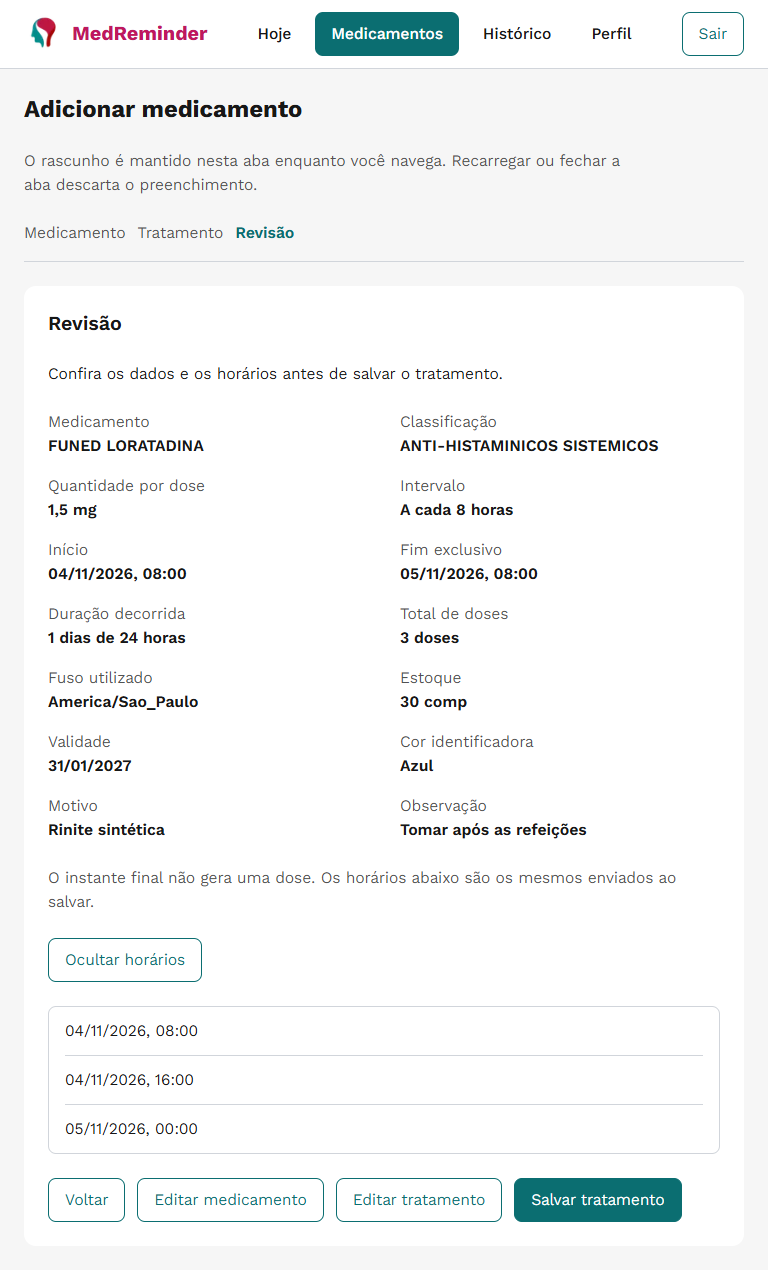 MedReminder
Hoje
Medicamentos
Histórico
Perfil
Sair
Adicionar medicamento
O rascunho é mantido nesta aba enquanto você navega. Recarregar ou fechar a
aba descarta o preenchimento.
Medicamento Tratamento Revisão
Revisão
Confira os dados e os horários antes de salvar o tratamento.
Medicamento
FUNED LORATADINA
Classificação
ANTI-HISTAMINICOS SISTEMICOS
Quantidade por dose
1,5 mg
Intervalo
A cada 8 horas
Início
04/11/2026, 08:00
Fim exclusivo
05/11/2026, 08:00
Duração decorrida
1 dias de 24 horas
Total de doses
3 doses
Fuso utilizado
America/Sao_Paulo
Estoque
30 comp
Validade
31/01/2027
Cor identificadora
Azul
Motivo
Rinite sintética
Observação
Tomar após as refeições
O instante final não gera uma dose. Os horários abaixo são os mesmos enviados ao
salvar.
Ocultar horários
04/11/2026, 08:00
04/11/2026, 16:00
05/11/2026, 00:00
Voltar
Editar medicamento
Editar tratamento
Salvar tratamento